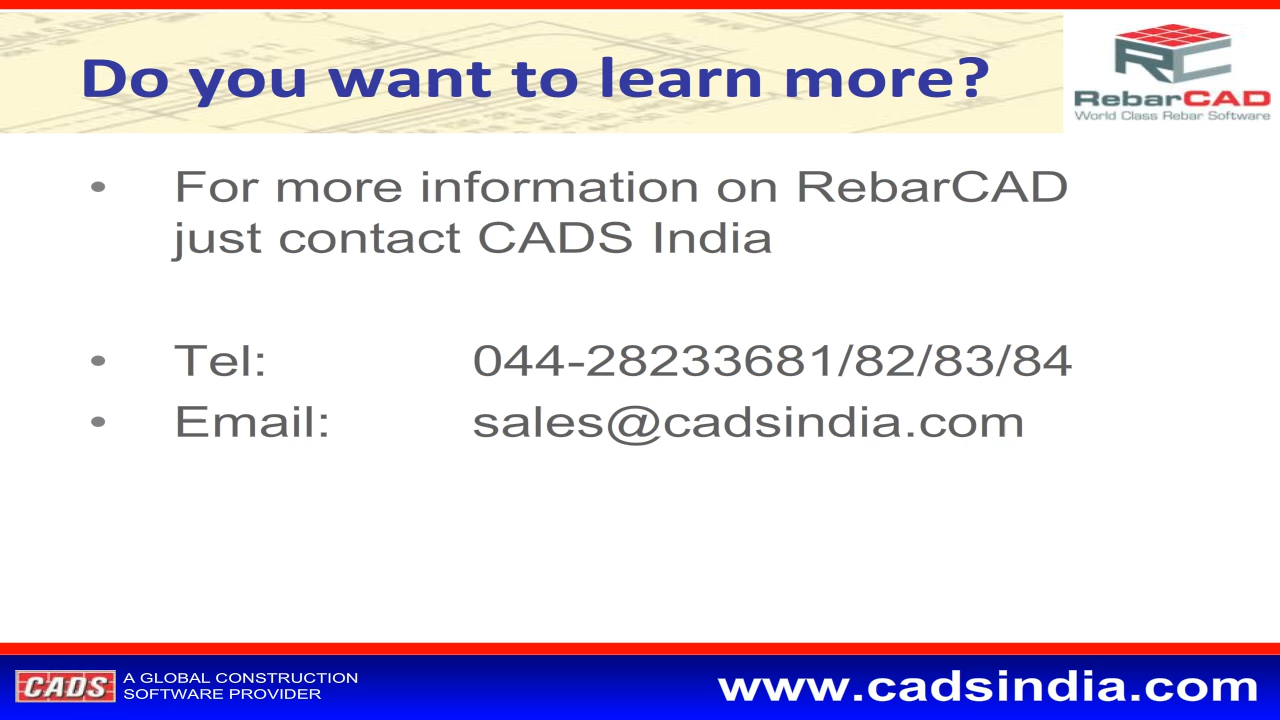 Do you want to learn more?
RC
RebarCAD
World Class Rebar Software
• For more information on RebarCAD
just contact CADS India
• Tel: 044-28233681/82/83/84
• Email: sales@cadsindia.com
CADS
A GLOBAL CONSTRUCTION
SOFTWARE PROVIDER
www.cadsindia.com